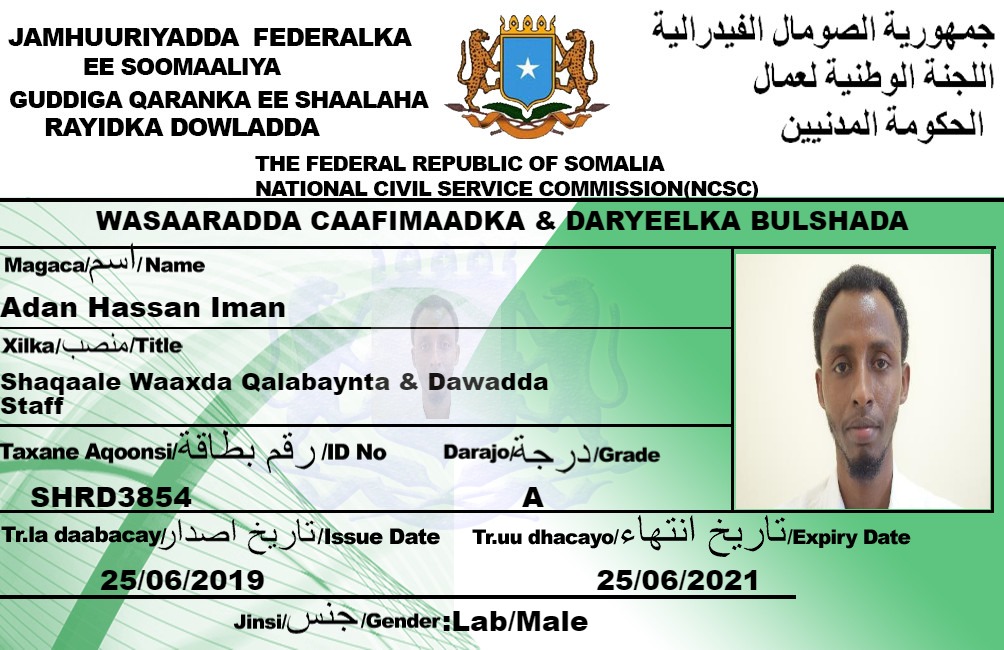 JAMHUURIYADDA FEDERALKA
EE SOOMAALIYA
GUDDIGA QARANKA EE SHAALAHA
RAYIDKA DOWLADDA
جمهورية الصومال الفيدرالية
اللجنة الوطنية لعمال
الحكومة المدنيين
THE FEDERAL REPUBLIC OF SOMALIA
NATIONAL CIVIL SERVICE COMMISSION(NCSC)
WASAARADDA CAAFIMAADKA & DARYEELKA BULSHADA
Magaca/اسم/Name
Adan Hassan Iman
Xilka/منصب/Title
Shaqaale Waaxda Qalabaynta & Dawadda
Staff
Taxane Aqoonsi/رقم بطاقة/ID No
Darajo/درجة/Grade
SHRD3854
A
Tr.la daabacay/تاريخ اصدار/Issue Date
Tr.uu dhacayo/تاريخ انتهاء/Expiry Date
25/06/2019
25/06/2021
Jinsi/جنس/Gender:Lab/Male